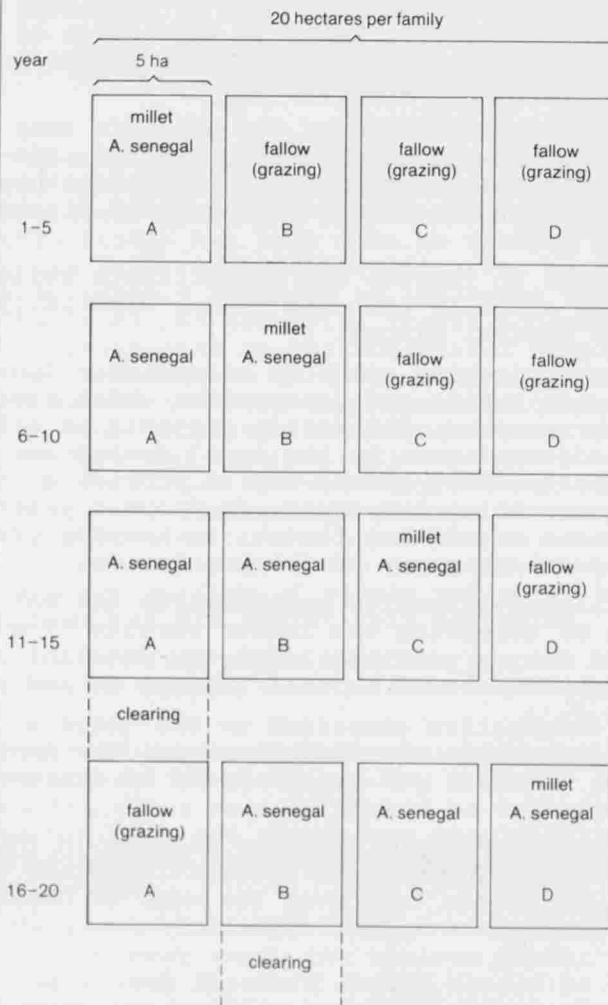 20 hectares per family
year
5 ha
millet
A. senegal
A
fallow
(grazing)
B
fallow
(grazing)
C
fallow
(grazing)
D
1-5
A. senegal
A
millet
A. senegal
B
fallow
(grazing)
C
fallow
(grazing)
D
6-10
A. senegal
A
A. senegal
B
millet
A. senegal
C
fallow
(grazing)
D
11-15
clearing
fallow
(grazing)
A
A. senegal
B
A. senegal
C
millet
A. senegal
D
16-20
clearing